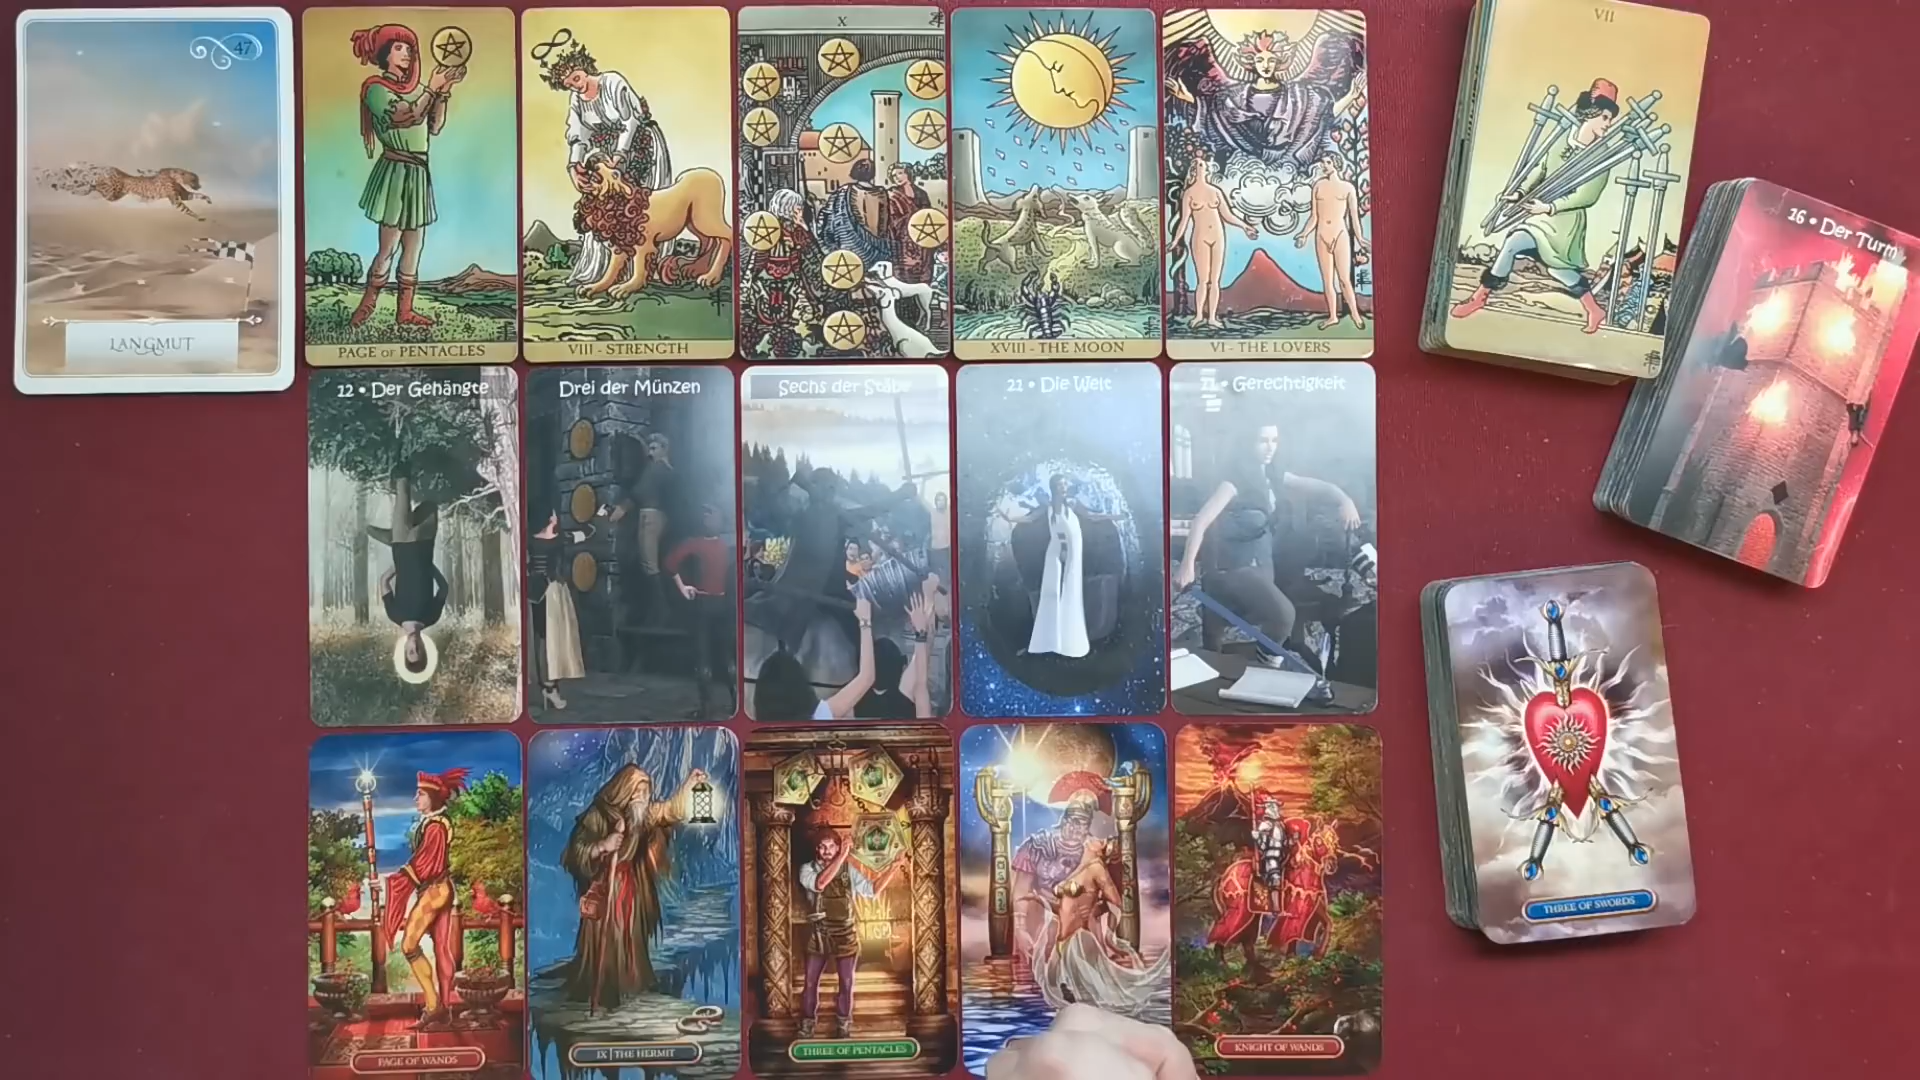 47
LANGMUT
PAGE OF PENTACLES
VIII - STRENGTH
X
XVIII - THE MOON
VI - THE LOVERS
VII
16 • Der Turm
12 • Der Gehängte
Drei der Münzen
Sechs der Stäbe
21 • Die Welt
11 • Gerechtigkeit
THREE OF SWORDS
PAGE OF WANDS
IX | THE HERMIT
THREE OF PENTACLES
KNIGHT OF WANDS